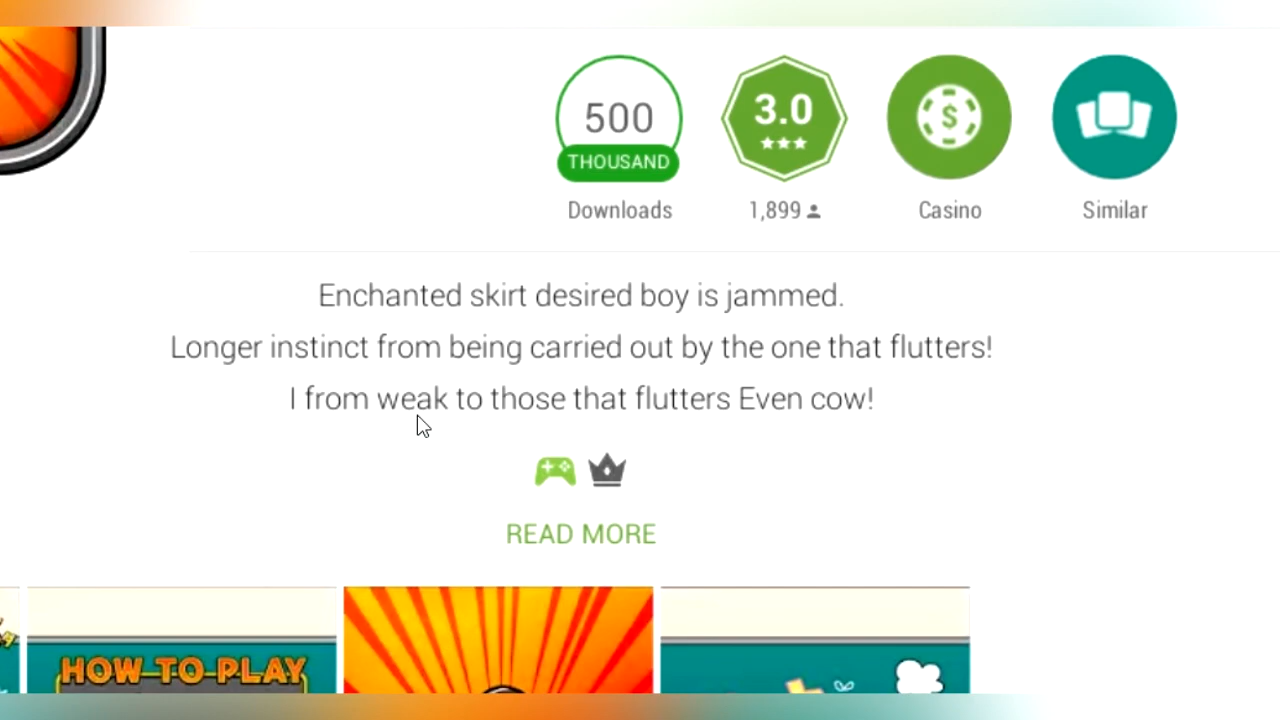 500
THOUSAND
Downloads
3.0
1,899
$
Casino
Similar
Enchanted skirt desired boy is jammed.
Longer instinct from being carried out by the one that flutters!
I from weak to those that flutters Even cow!
READ MORE
HOW TO PLAY